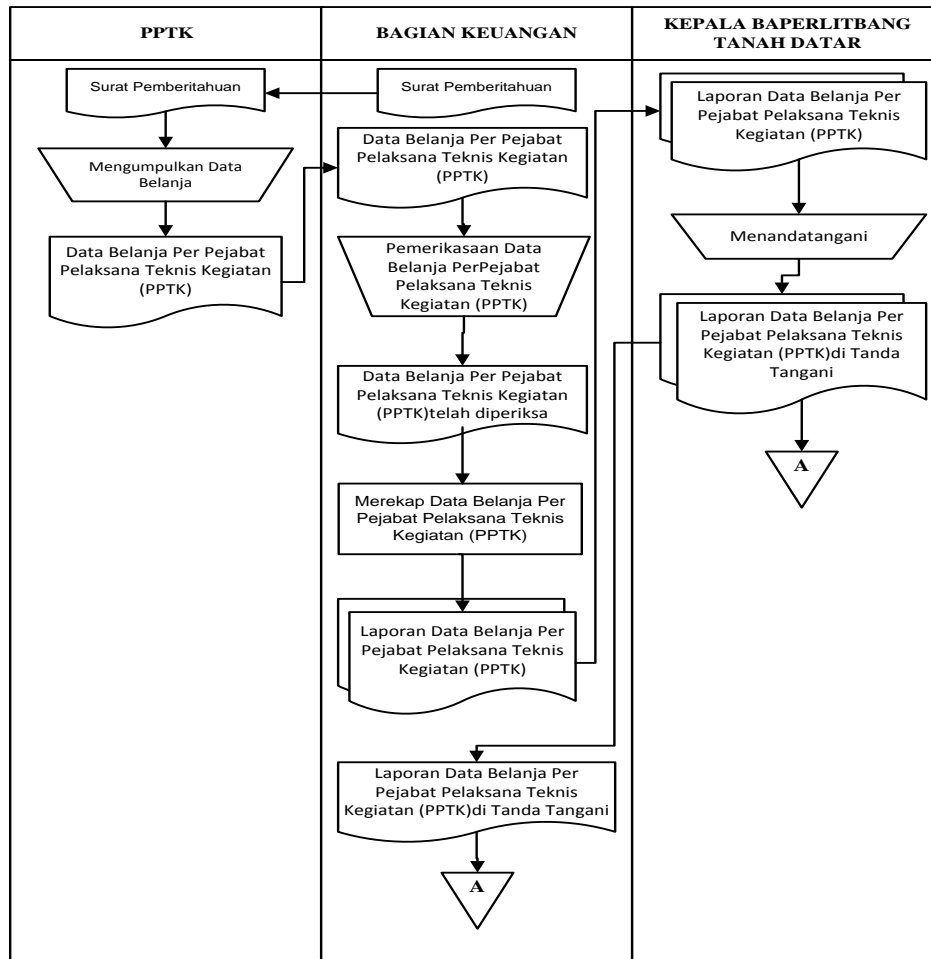 PPTK
BAGIAN KEUANGAN
KEPALA BAPERLITBANG
TANAH DATAR
Surat Pemberitahuan
Mengumpulkan Data
Belanja
Data Belanja Per Pejabat
Pelaksana Teknis Kegiatan
(PPTK)
Surat Pemberitahuan
Data Belanja Per Pejabat
Pelaksana Teknis Kegiatan
(PPTK)
Pemerikasaan Data
Belanja PerPejabat
Pelaksana Teknis
Kegiatan (PPTK)
Data Belanja Per Pejabat
Pelaksana Teknis Kegiatan
(PPTK)telah diperiksa
Merekap Data Belanja Per
Pejabat Pelaksana Teknis
Kegiatan (PPTK)
Laporan Data Belanja Per
Pejabat Pelaksana Teknis
Kegiatan (PPTK)
Laporan Data Belanja Per
Pejabat Pelaksana Teknis
Kegiatan (PPTK)di Tanda Tangani
A
Laporan Data Belanja Per
Pejabat Pelaksana Teknis
Kegiatan (PPTK)
Menandatangani
Laporan Data Belanja Per
Pejabat Pelaksana Teknis
Kegiatan (PPTK)di Tanda
Tangani
A